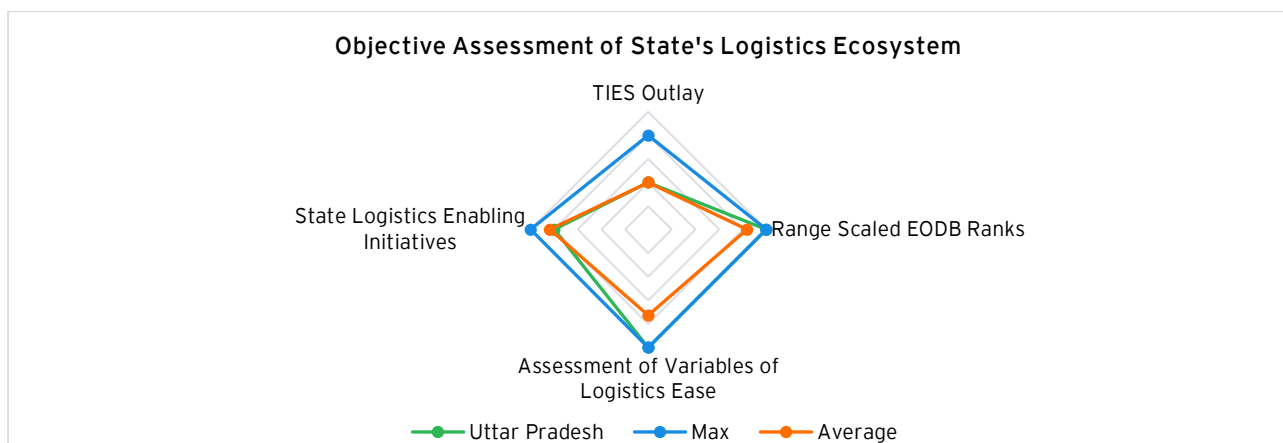 Objective Assessment of State's Logistics Ecosystem
TIES Outlay
State Logistics Enabling
Initiatives
Range Scaled EODB Ranks
Assessment of Variables of
Logistics Ease
Uttar Pradesh
Max
Average